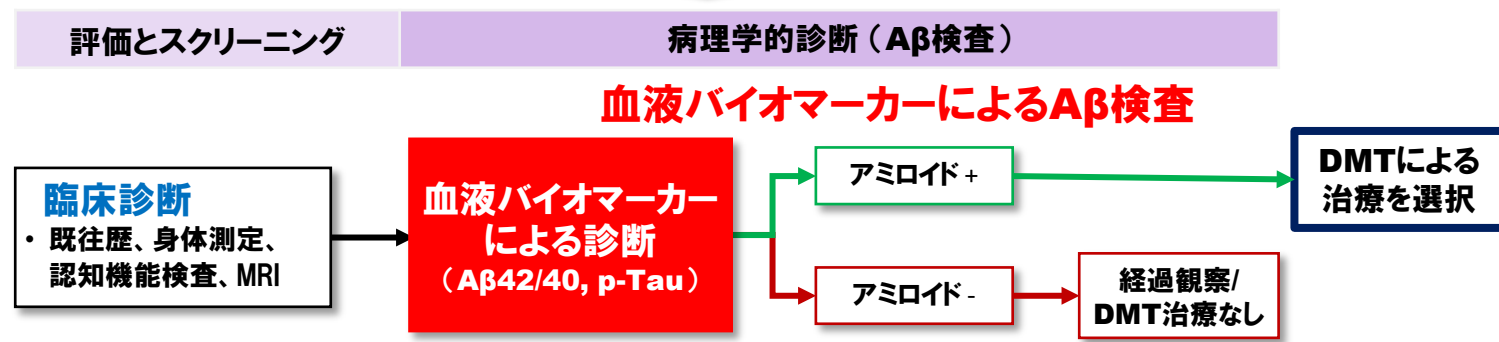 評価とスクリーニング
病理学的診断（Aβ検査）
血液バイオマーカーによるAβ検査
臨床診断
• 既往歴、身体測定、
認知機能検査、MRI
血液バイオマーカー
による診断
（Aβ42/40, p-Tau）
アミロイド +
アミロイド -
経過観察/
DMT治療なし
DMTによる
治療を選択